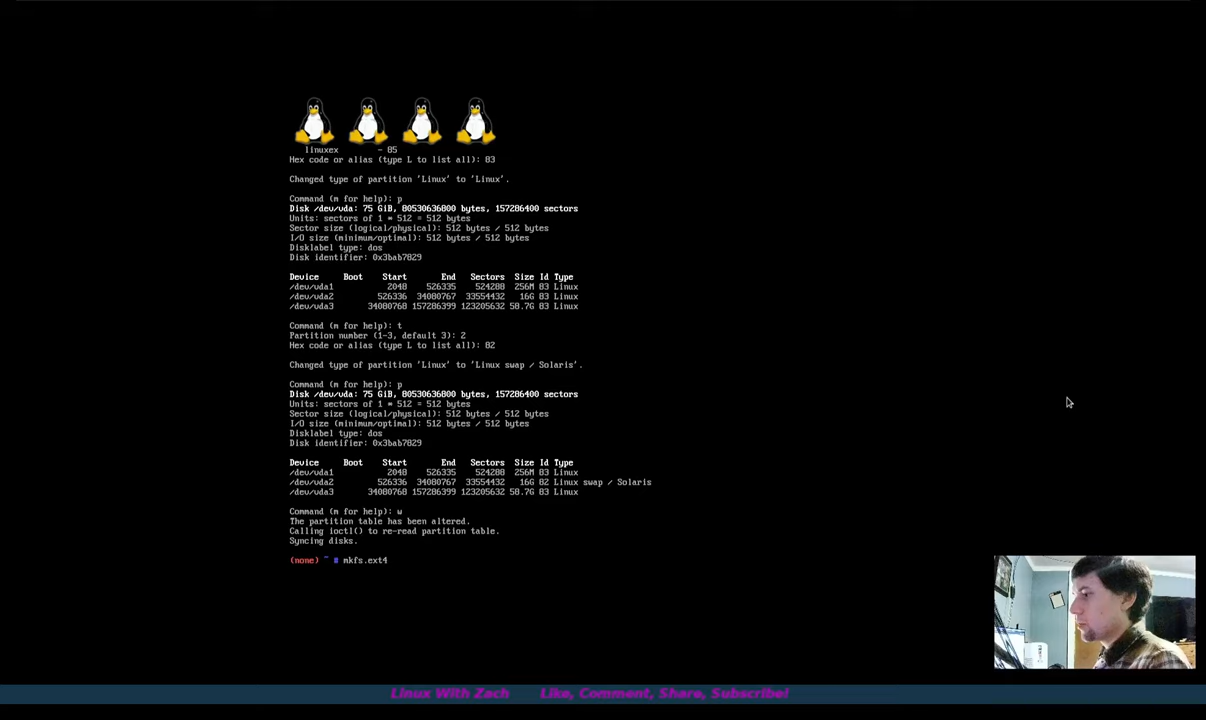 linuxex - 85
Hex code or alias (type L to list all): 83
Changed type of partition 'Linux' to 'Linux'.
Command (m for help): p
Disk /dev/vda: 75 GiB, 80530636800 bytes, 157286400 sectors
Units: sectors of 1 * 512 = 512 bytes
Sector size (logical/physical): 512 bytes / 512 bytes
I/O size (minimum/optimal): 512 bytes / 512 bytes
Disklabel type: dos
Disk identifier: 0x3bab7829
Device Boot Start End Sectors Size Id Type
/dev/vda1 2048 526335 524288 256M 83 Linux
/dev/vda2 526336 34080767 33554432 16G 83 Linux
/dev/vda3 34080768 157286399 123205632 58.7G 83 Linux
Command (m for help): t
Partition number (1-3, default 3): 2
Hex code or alias (type L to list all): 82
Changed type of partition 'Linux' to 'Linux swap / Solaris'.
Command (m for help): p
Disk /dev/vda: 75 GiB, 80530636800 bytes, 157286400 sectors
Units: sectors of 1 * 512 = 512 bytes
Sector size (logical/physical): 512 bytes / 512 bytes
I/O size (minimum/optimal): 512 bytes / 512 bytes
Disklabel type: dos
Disk identifier: 0x3bab7829
Device Boot Start End Sectors Size Id Type
/dev/vda1 2048 526335 524288 256M 83 Linux
/dev/vda2 526336 34080767 33554432 16G 82 Linux swap / Solaris
/dev/vda3 34080768 157286399 123205632 58.7G 83 Linux
Command (m for help): w
The partition table has been altered.
Calling ioctl() to re-read partition table.
Syncing disks.
(none) ~ # mkfs.ext4
Linux With Zach Like, Comment, Share, Subscribe!